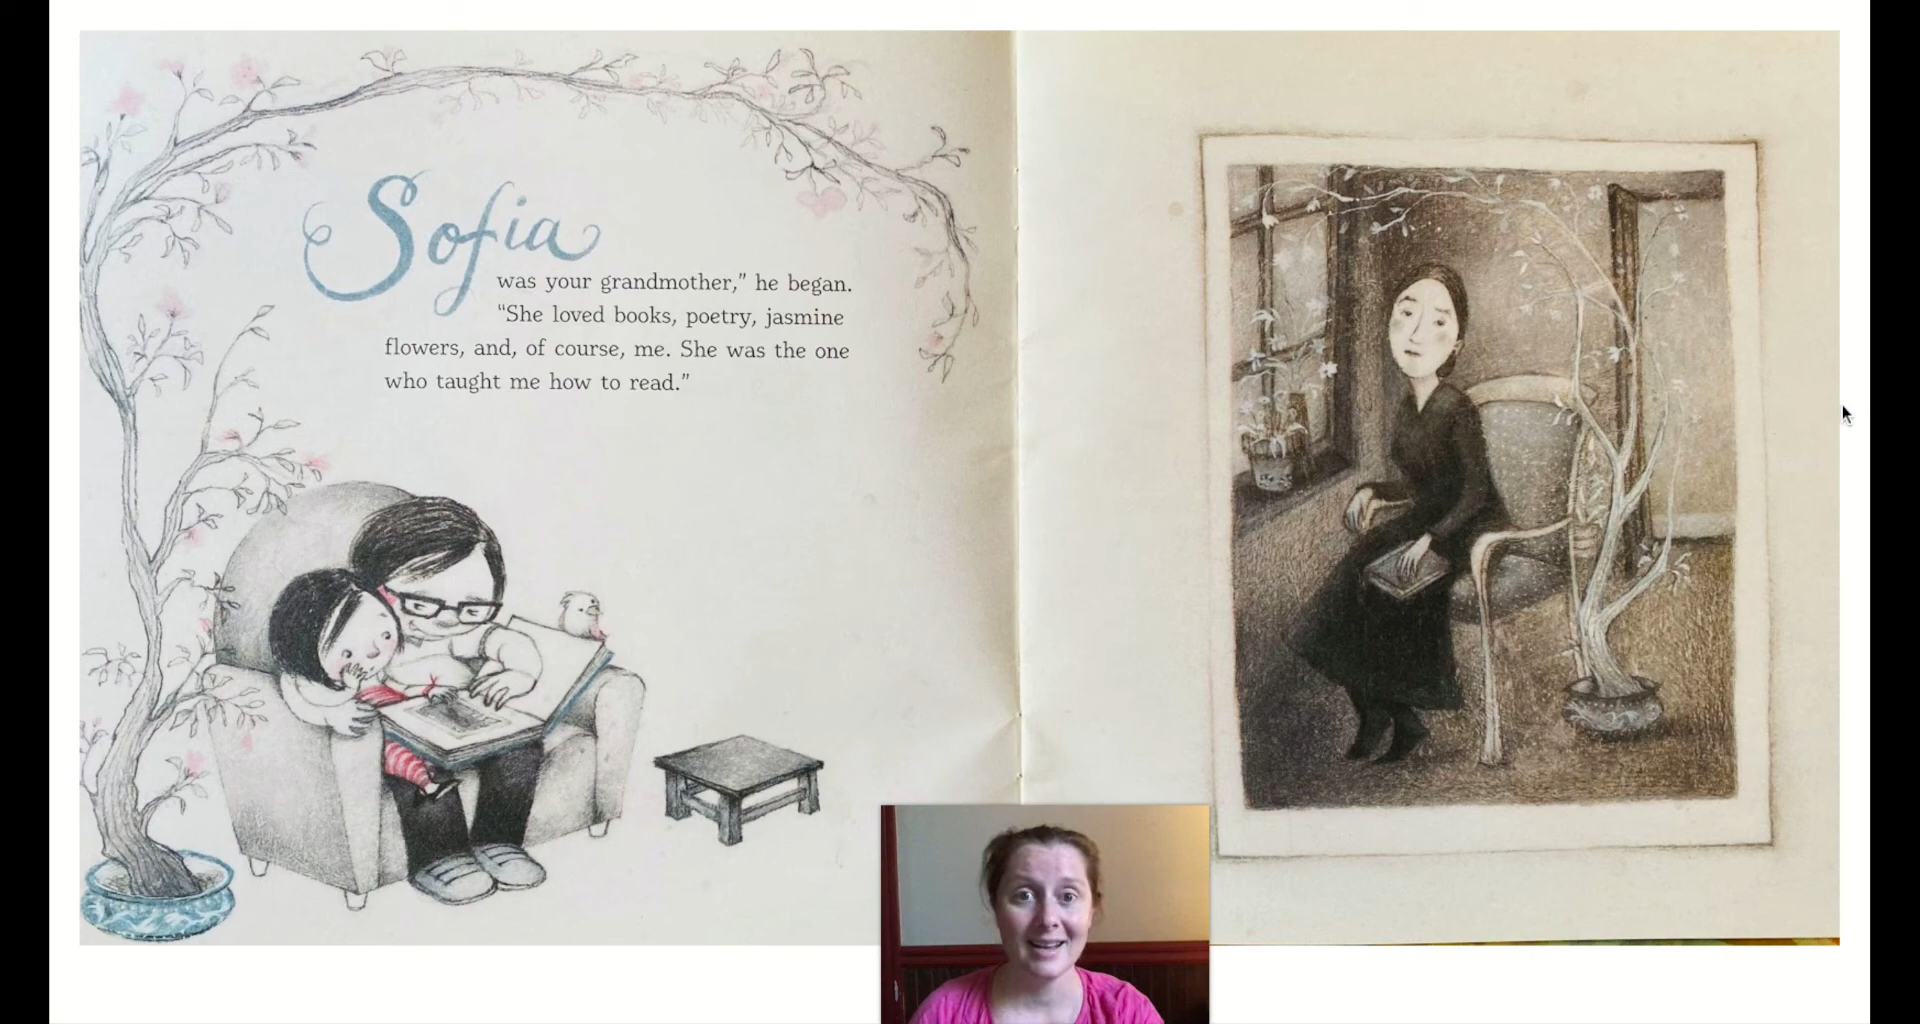 Sofia
was your grandmother,” he began.
“She loved books, poetry, jasmine
flowers, and, of course, me. She was the one
who taught me how to read.”